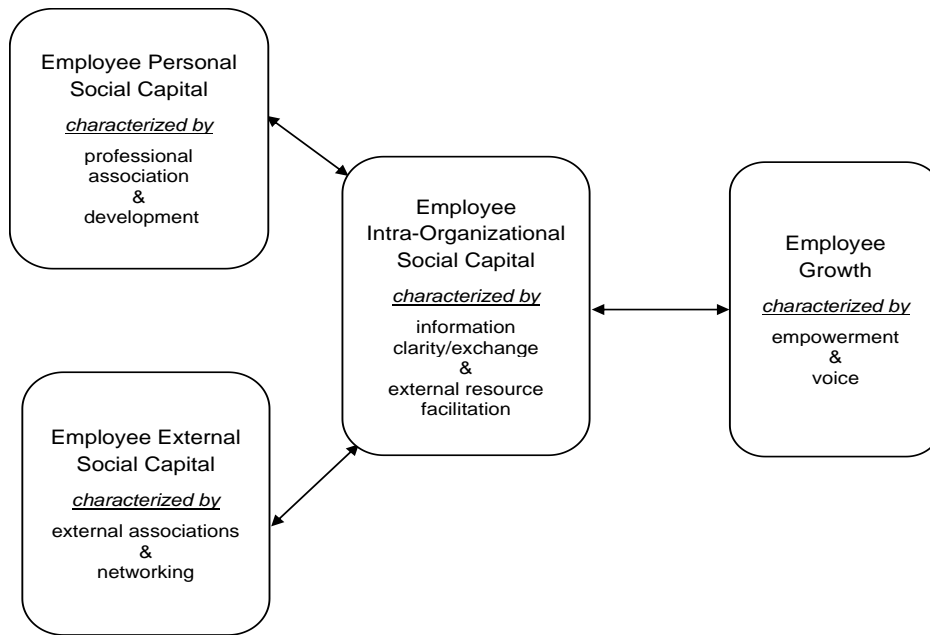 Employee Personal
Social Capital
characterized by
professional
association
&
development
Employee External
Social Capital
characterized by
external associations
&
networking
Employee
Intra-Organizational
Social Capital
characterized by
information
clarity/exchange
&
external resource
facilitation
Employee
Growth
characterized by
empowerment
&
voice